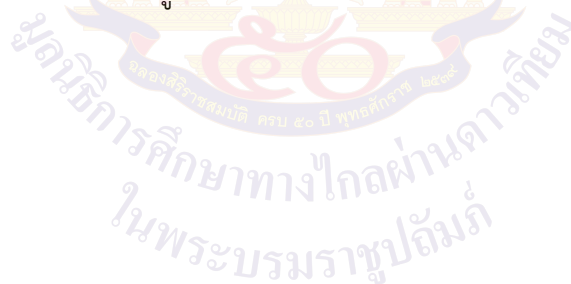 ฉลองสิริราชสมบัติ ครบ ๕๐ ปี พุทธศักราช ๒๕๓๙
มูลนิธิการศึกษาทางไกลผ่านดาวเทียม
ในพระบรมราชูปถัมภ์